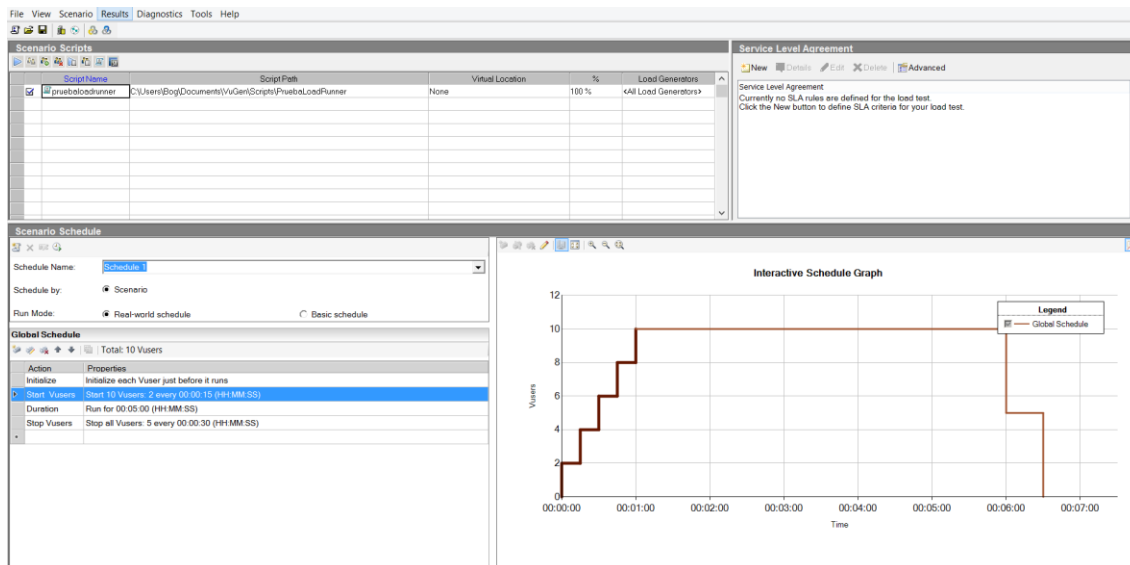 File View Scenario Results Diagnostics Tools Help
Scenario Scripts
Script Name Script Path Virtual Location % Load Generators
pruebaloadrunner C:\Users\Bog\Documents\VuGen\Scripts\PruebaLoadRunner None 100 % <All Load Generators>
Service Level Agreement
New Details Edit Delete Advanced
Service Level Agreement
Currently no SLA rules are defined for the load test.
Click the New button to define SLA criteria for your load test.
Scenario Schedule
Schedule Name: Schedule 1
Schedule by: Scenario
Run Mode: Real-world schedule Basic schedule
Global Schedule
Total: 10 Vusers
Action Properties
Initialize Initialize each Vuser just before it runs
Start Vusers Start 10 Vusers: 2 every 00:00:15 (HH:MM:SS)
Duration Run for 00:05:00 (HH:MM:SS)
Stop Vusers Stop all Vusers: 5 every 00:00:30 (HH:MM:SS)
Interactive Schedule Graph
Legend
Global Schedule
12
10
8
6
4
2
0
Vusers
00:00:00 00:01:00 00:02:00 00:03:00 00:04:00 00:05:00 00:06:00 00:07:00
Time